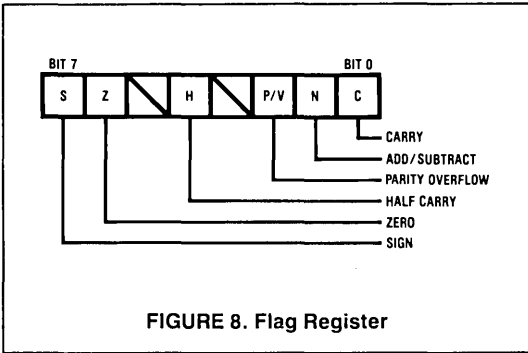 BIT 7 BIT 0
S Z H P/V N C
CARRY
ADD/SUBTRACT
PARITY OVERFLOW
HALF CARRY
ZERO
SIGN
FIGURE 8. Flag Register